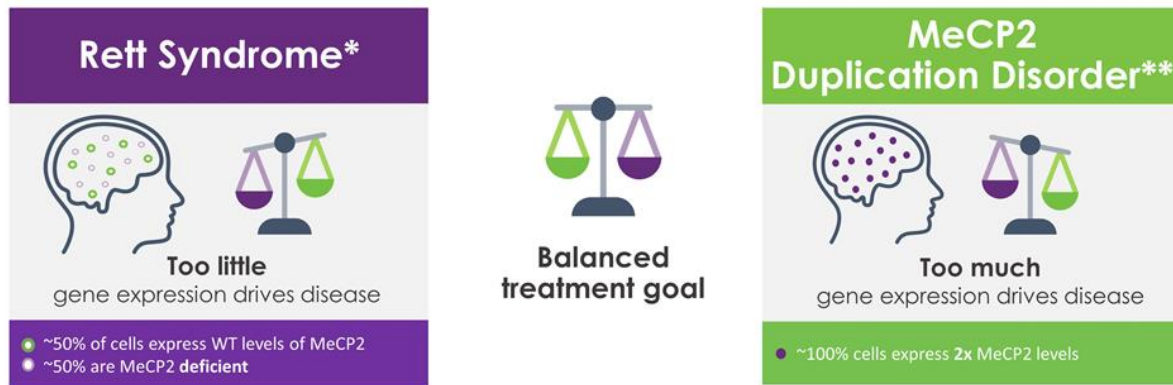 Rett Syndrome*
Too little
gene expression drives disease
~50% of cells express WT levels of MeCP2
~50% are MeCP2 deficient
Balanced
treatment goal
MeCP2
Duplication Disorder**
Too much
gene expression drives disease
~100% cells express 2x MeCP2 levels